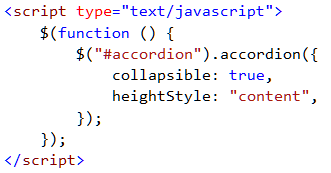 <script type="text/javascript">
    $(function () {
        $("#accordion").accordion({
            collapsible: true,
            heightStyle: "content",
        });
    });
</script>